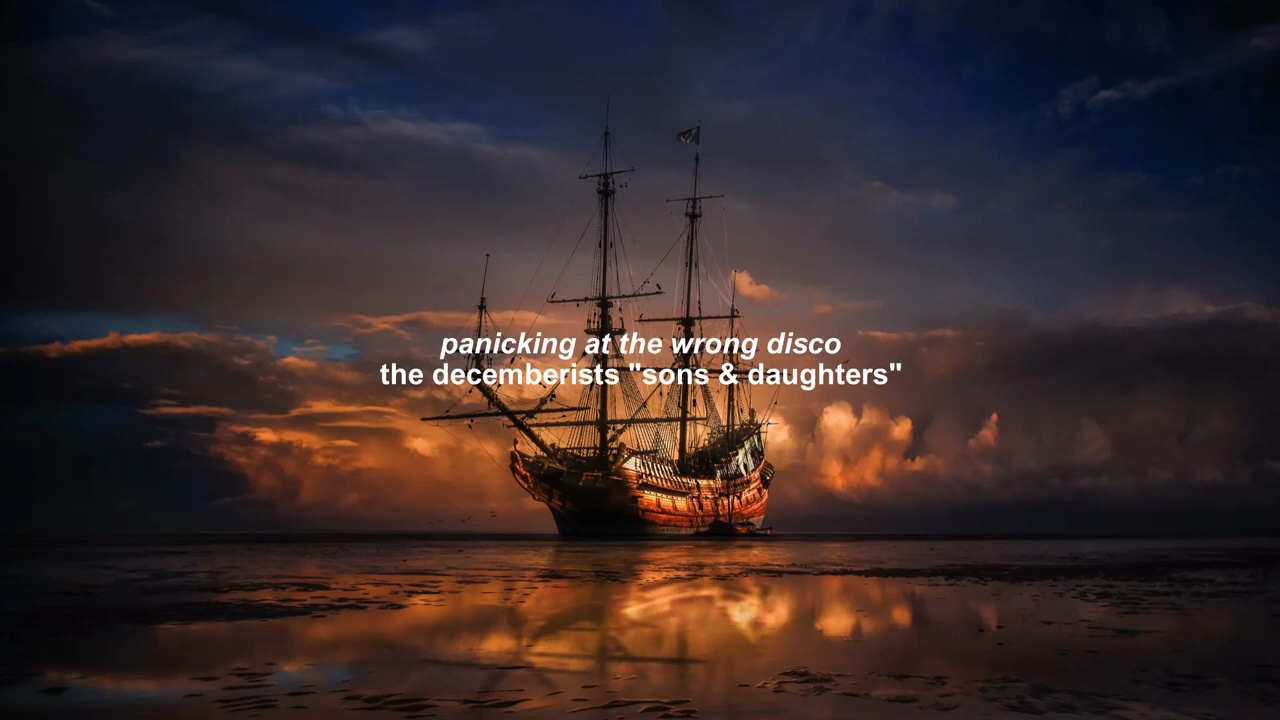 panicking at the wrong disco
the decemberists "sons & daughters"